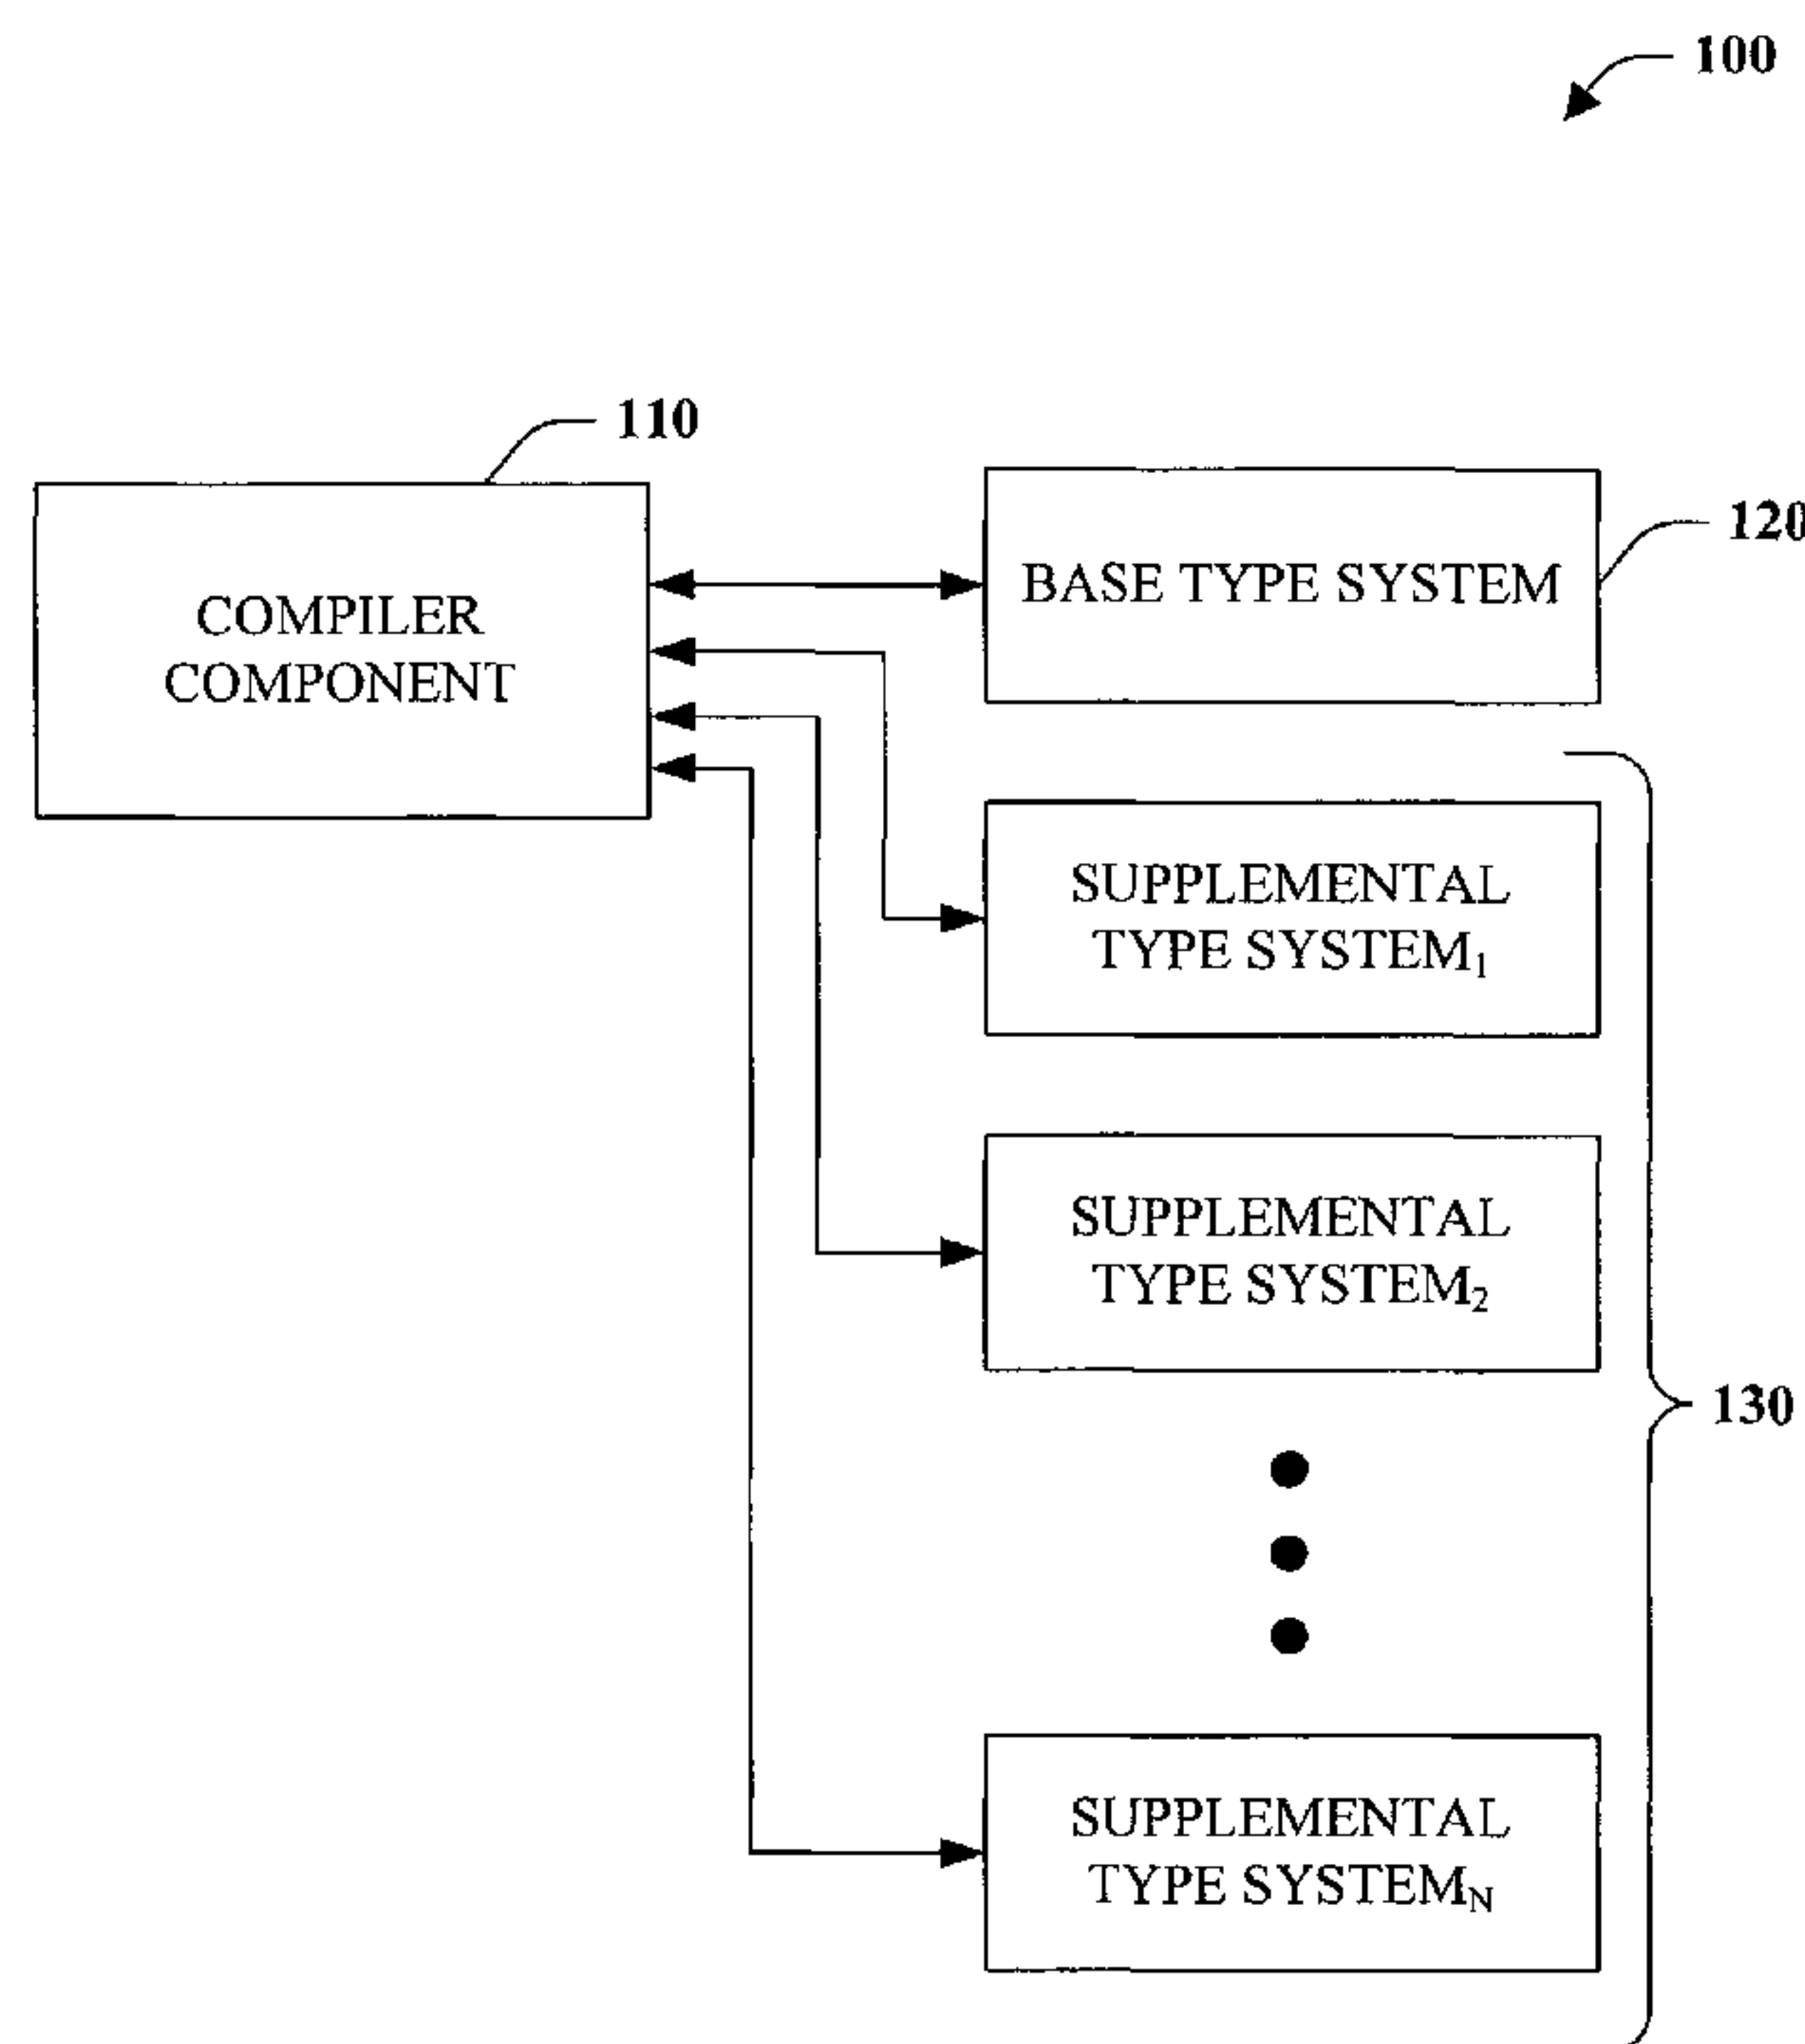 100
110
COMPILER
COMPONENT
BASE TYPE SYSTEM
120
SUPPLEMENTAL
TYPE SYSTEM₁
SUPPLEMENTAL
TYPE SYSTEM₂
130
SUPPLEMENTAL
TYPE SYSTEMN